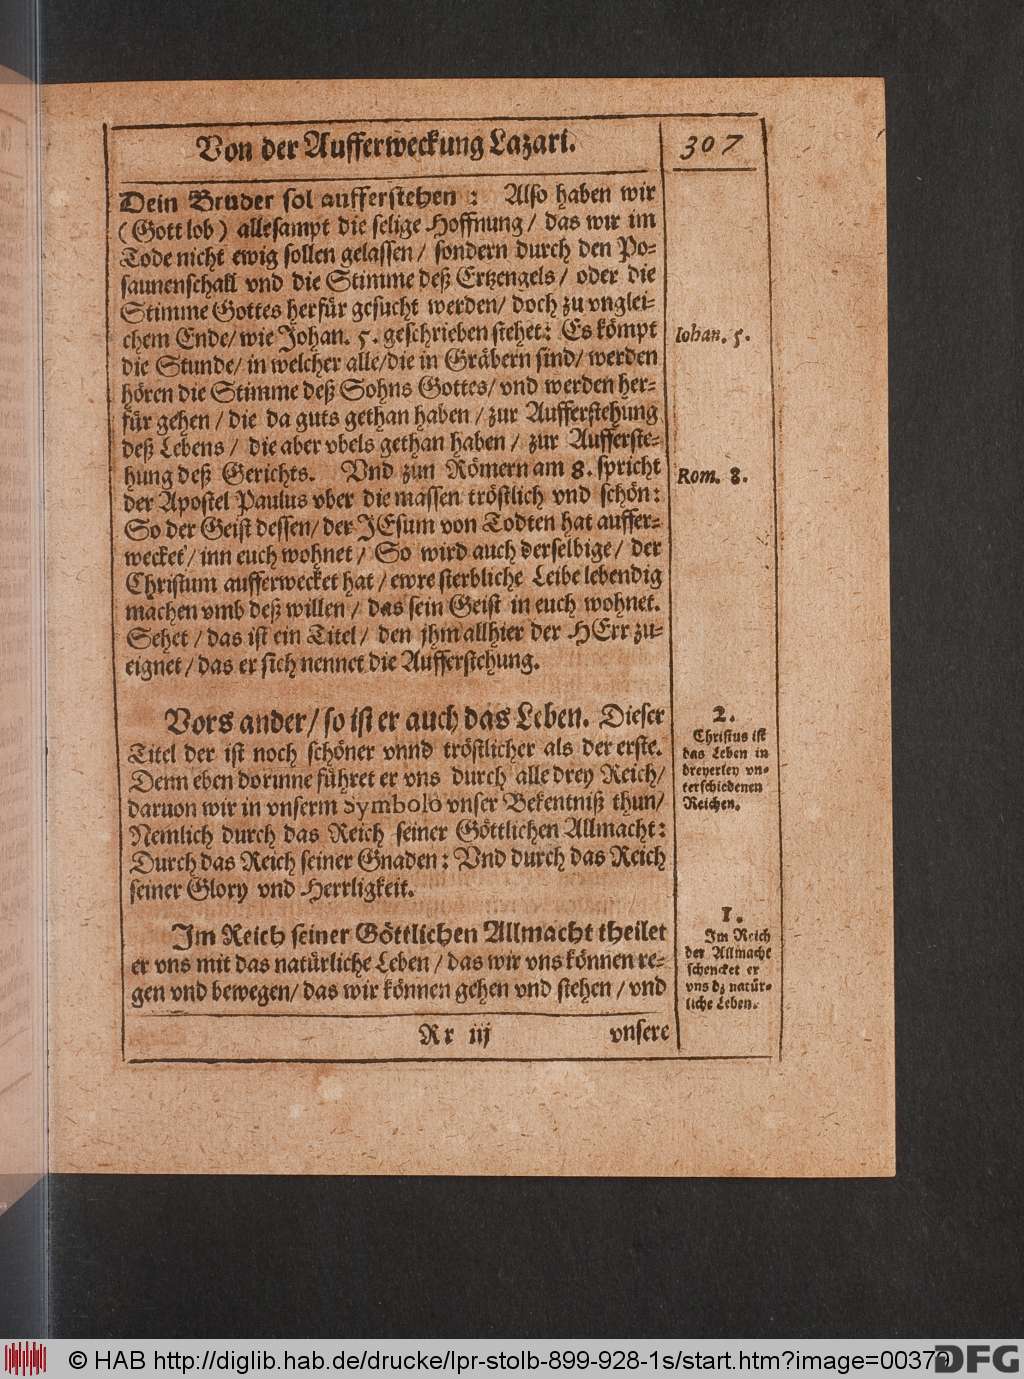 Von der Aufferweckung Lazari.
307
Dein Bruder sol aufferstehen : Also haben wir
(Gott lob) allesampt die selige Hoffnung / das wir im
Tode nicht ewig sollen gelassen / sondern durch den Po-
saunenschall vnd die Stimme deß Ertzengels / oder die
Stimme Gottes herfür gesucht werden / doch zu vnglei-
chem Ende / wie Johan. 5. geschrieben stehet: Es kömpt
die Stunde / in welcher alle / die in Gräbern sind / werden
hören die Stimme deß Sohns Gottes / vnd werden her-
für gehen / die da guts gethan haben / zur Aufferstehung
deß Lebens / die aber vbels gethan haben / zur Aufferste-
hung deß Gerichts. Vnd zun Römern am 8. spricht
der Apostel Paulus vber die massen tröstlich vnd schön:
So der Geist dessen / der JEsum von Todten hat auffer-
wecket / inn euch wohnet / So wird auch derselbige / der
Christum aufferwecket hat / ewre sterbliche Leibe lebendig
machen vmb deß willen / das sein Geist in euch wohnet.
Sehet / das ist ein Titel / den jhm allhier der HErr zu-
eignet / das er sich nennet die Aufferstehung.
Iohan. 5.
Rom. 8.
Vors ander / so ist er auch das Leben. Dieser
Titel der ist noch schöner vnnd tröstlicher als der erste.
Denn eben dorinne führet er vns durch alle drey Reich /
daruon wir in vnserm Symbolo vnser Bekentniß thun /
Nemlich durch das Reich seiner Göttlichen Allmacht:
Durch das Reich seiner Gnaden: Vnd durch das Reich
seiner Glory vnd Herrligkeit.
2.
Christus ist
das Leben in
dreyerley vn-
terschiedenen
Reichen.
Im Reich seiner Göttlichen Allmacht theilet
er vns mit das natürliche Leben / das wir vns können re-
gen vnd bewegen / das wir können gehen vnd stehen / vnd
1.
Im Reich
der Allmacht
schencket er
vns dz natür-
liche Leben.
Rr iij
vnsere
© HAB http://diglib.hab.de/drucke/lpr-stolb-899-928-1s/start.htm?image=00379
DFG